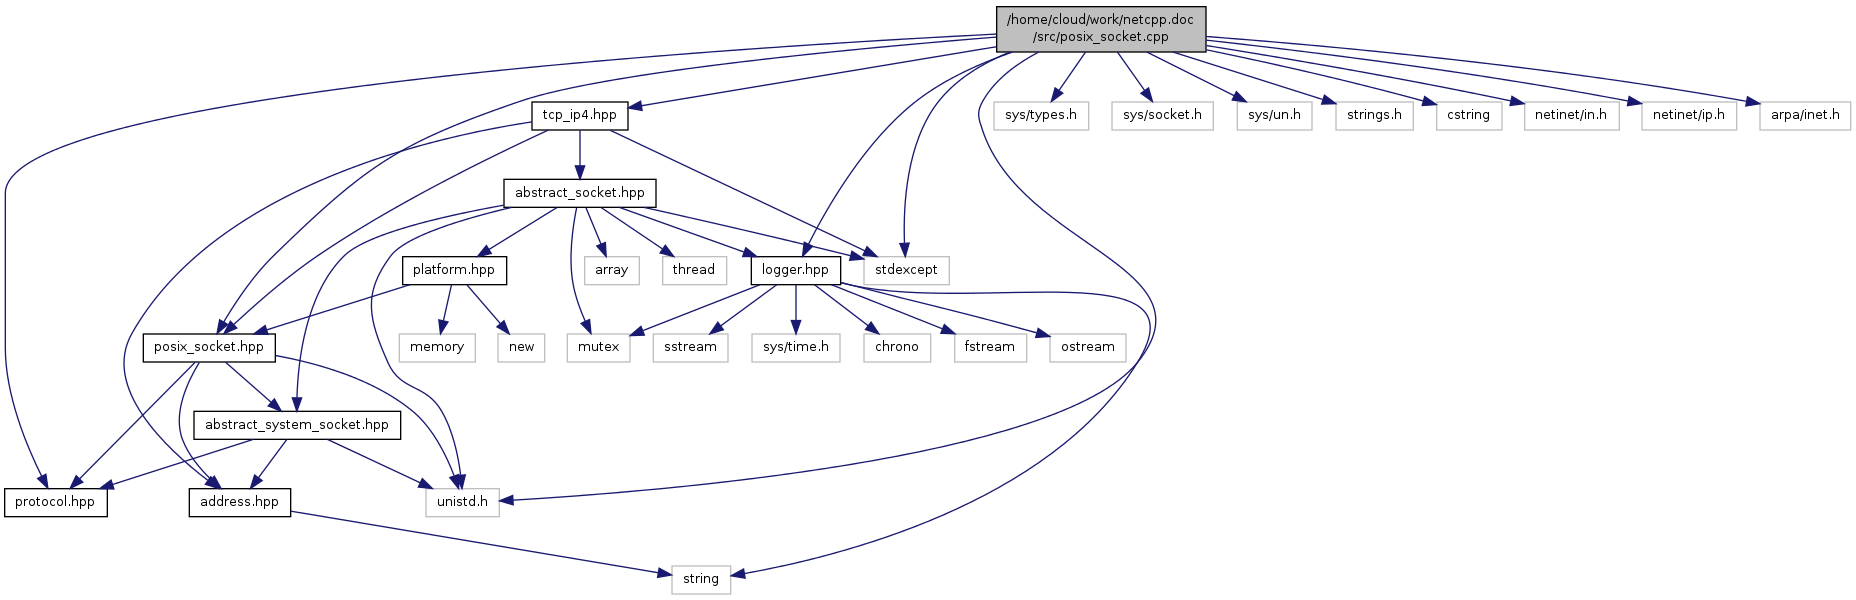 /home/cloud/work/netcpp.doc
/src/posix_socket.cpp
tcp_ip4.hpp
sys/types.h
sys/socket.h
sys/un.h
strings.h
cstring
netinet/in.h
netinet/ip.h
arpa/inet.h
abstract_socket.hpp
platform.hpp
array
thread
logger.hpp
stdexcept
posix_socket.hpp
memory
new
mutex
sstream
sys/time.h
chrono
fstream
ostream
abstract_system_socket.hpp
protocol.hpp
address.hpp
unistd.h
string